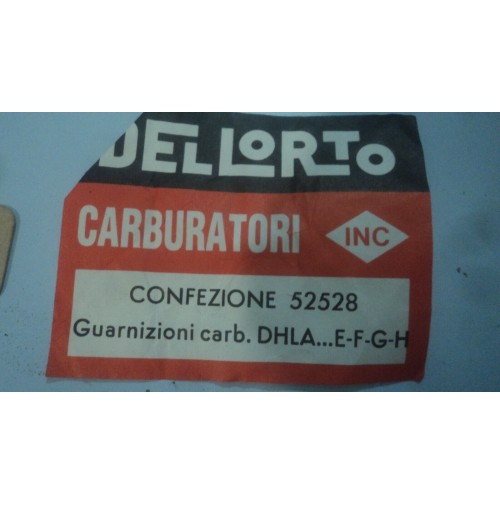 DELLORTO
CARBURATORI INC
CONFEZIONE 52528
Guarnizioni carb. DHLA...E-F-G-H